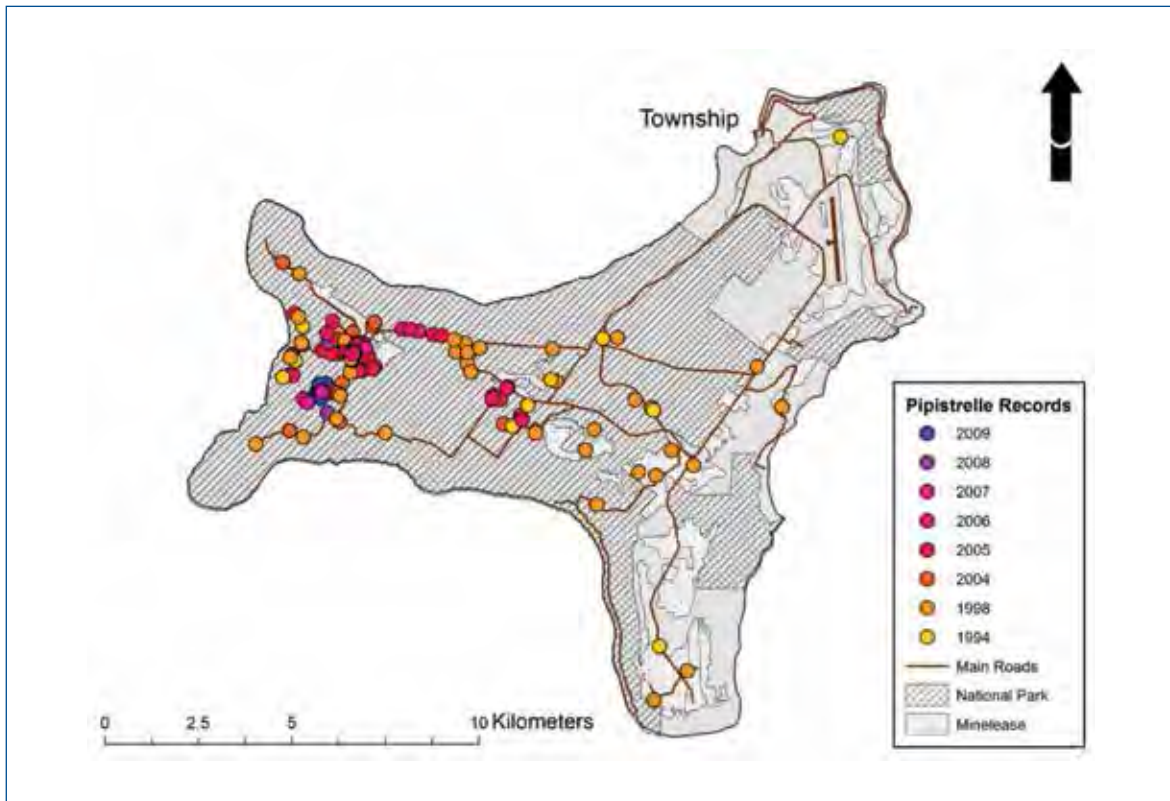 Township
Pipistrelle Records
2009
2008
2007
2006
2005
2004
1998
1994
Main Roads
National Park
Minelease
0 2.5 5 10 Kilometers